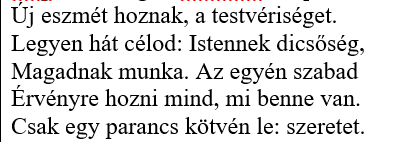 Új eszmét hoznak, a testvériséget.
Legyen hát célod: Istennek dicsőség,
Magadnak munka. Az egyén szabad
Érvényre hozni mind, mi benne van.
Csak egy parancs kötvén le: szeretet.